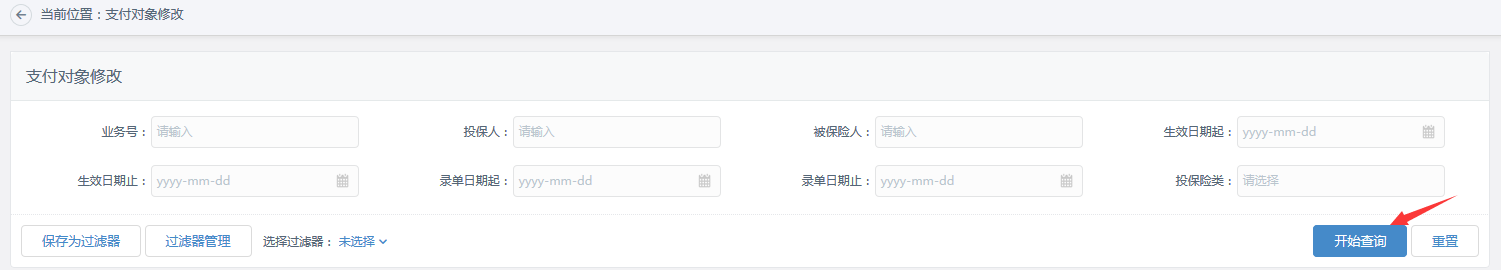 当前位置：支付对象修改
支付对象修改
业务号： 请输入 投保人： 请输入 被保险人： 请输入 生效日期起： yyyy-mm-dd
生效日期止： yyyy-mm-dd 录单日期起： yyyy-mm-dd 录单日期止： yyyy-mm-dd 投保险类： 请选择
保存为过滤器 过滤器管理 选择过滤器： 未选择 开始查询 重置